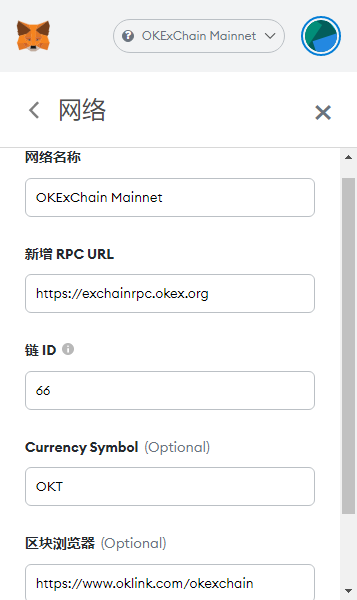 OKExChain Mainnet
网络
网络名称
OKExChain Mainnet
新增 RPC URL
https://exchainrpc.okex.org
链 ID
66
Currency Symbol (Optional)
OKT
区块浏览器 (Optional)
https://www.oklink.com/okexchain